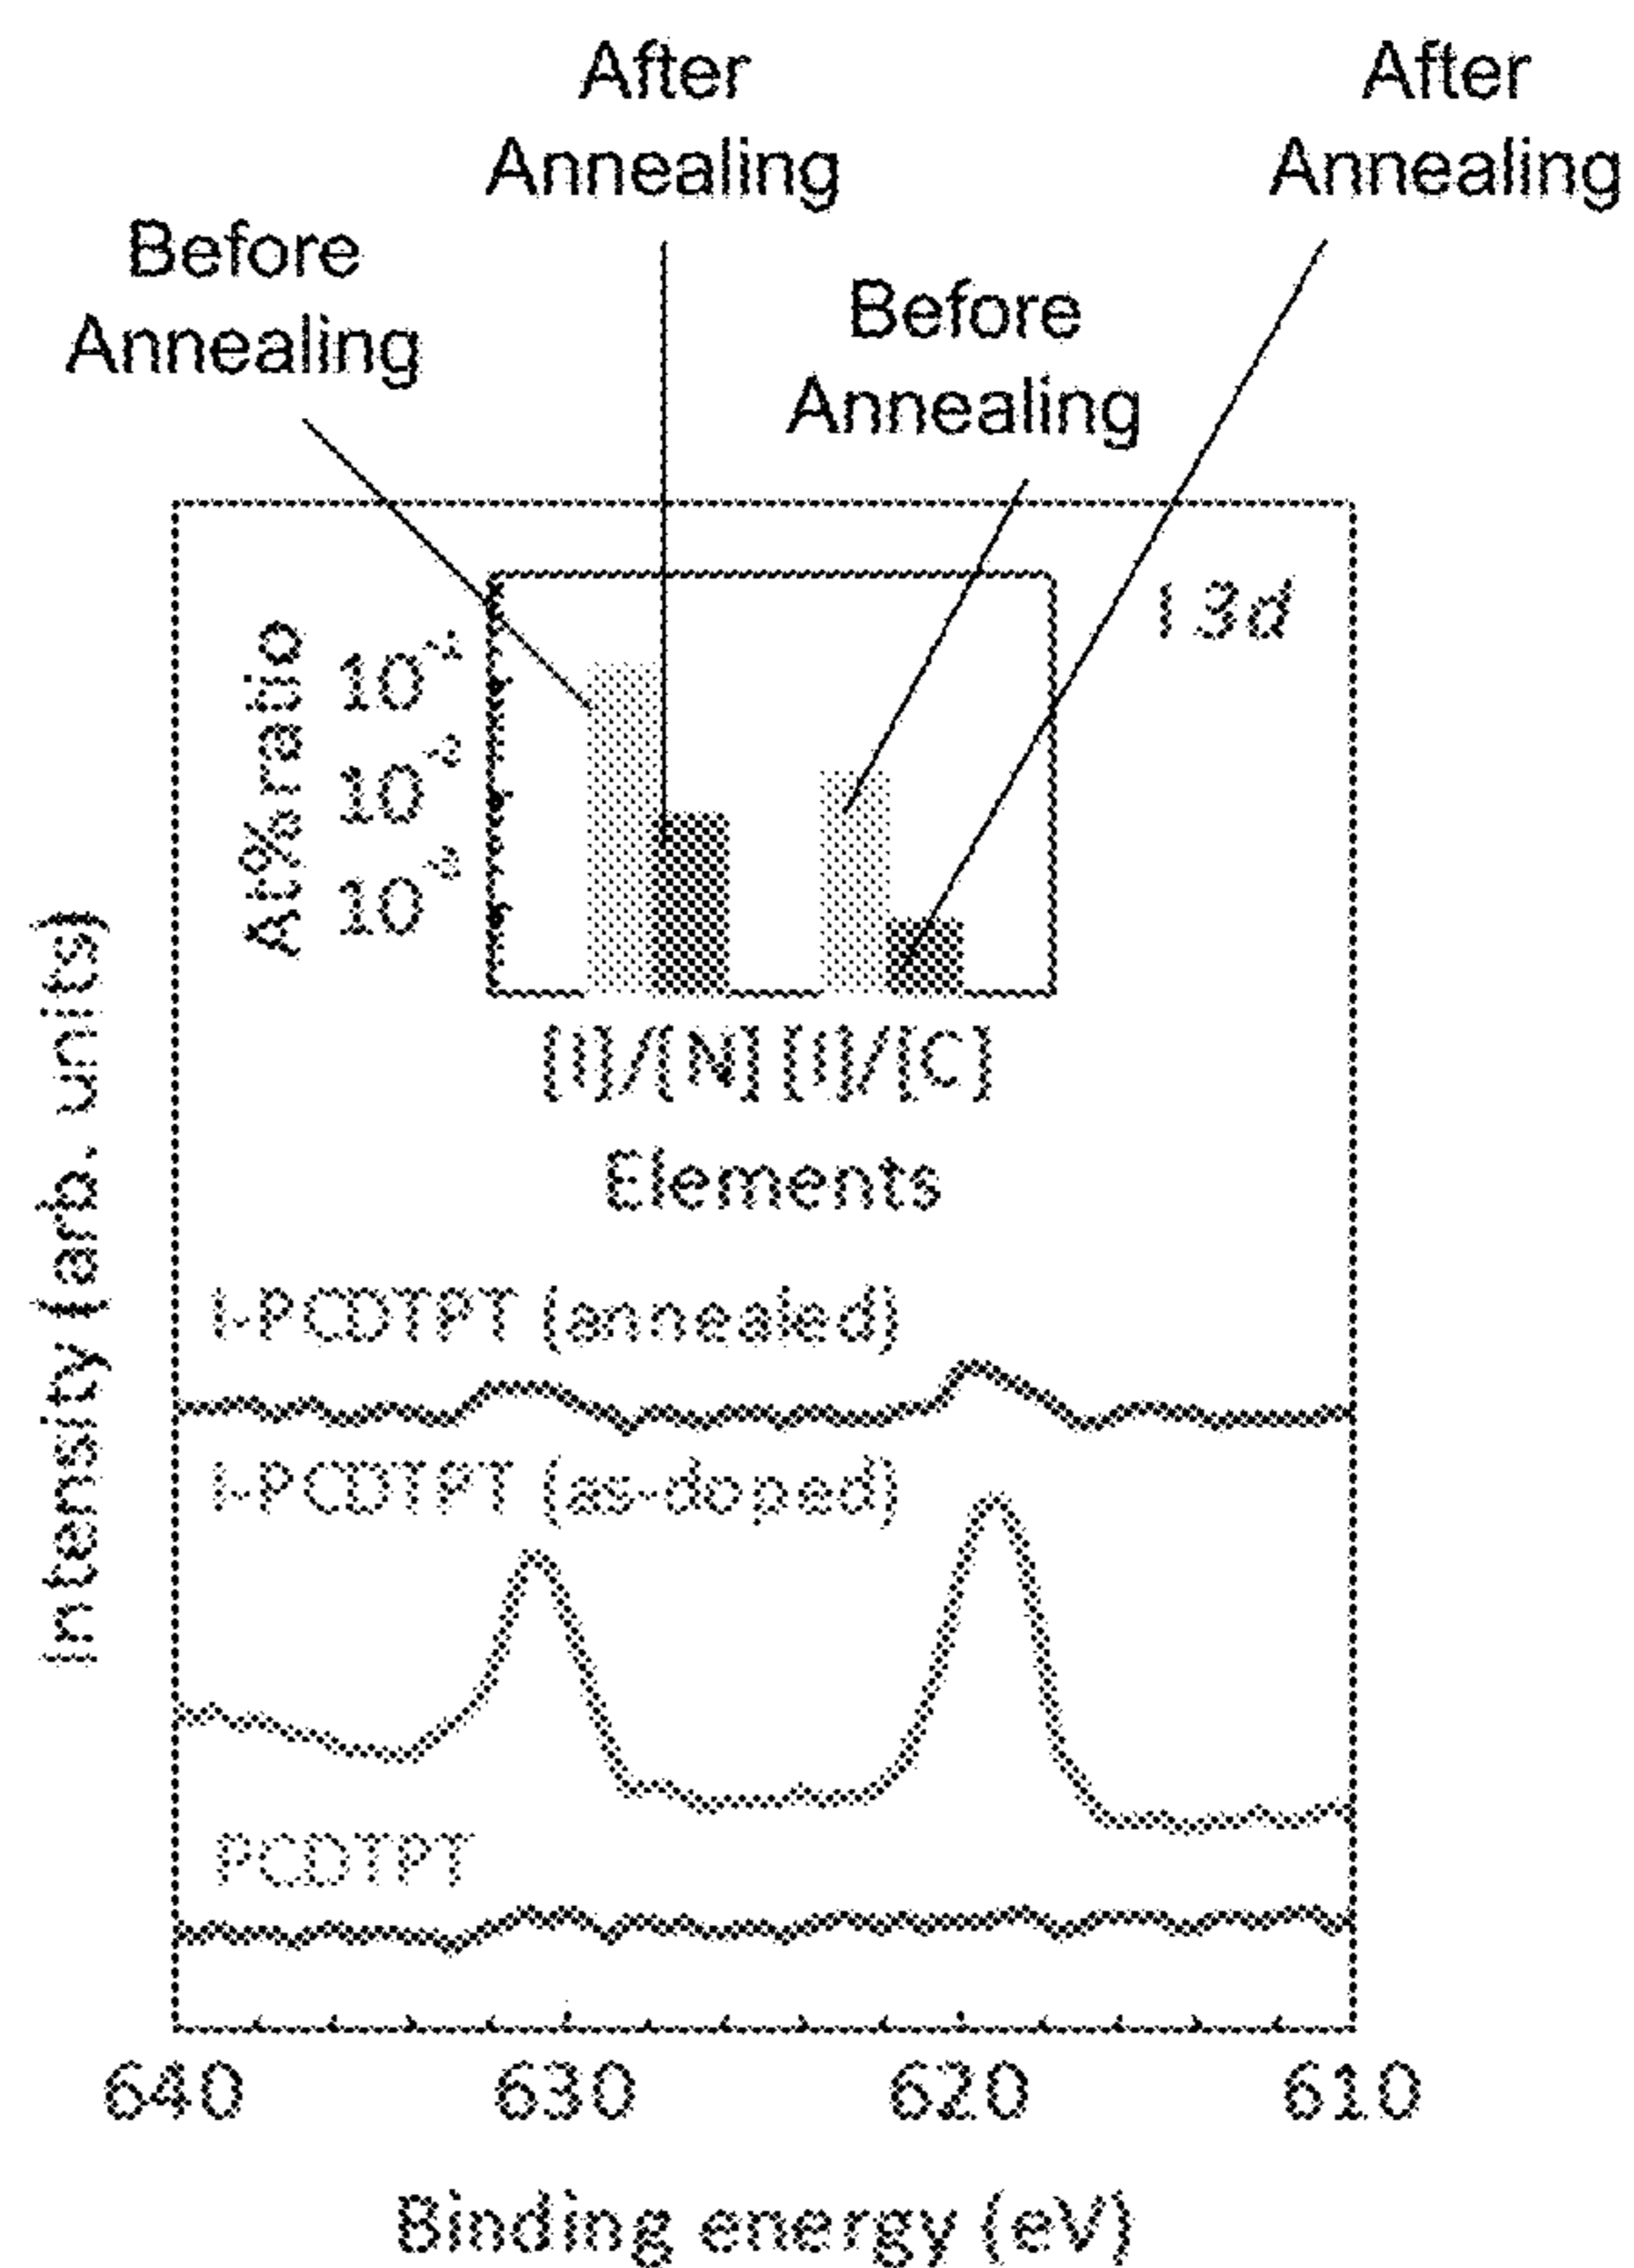 After
Annealing
After
Annealing
Before
Annealing
Before
Annealing
I 3d
At%ratio
10⁻¹
10⁻²
10⁻³
[I]/[N] [I]/[C]
Elements
Intensity (arb. units)
I-PCDTPT (annealed)
I-PCDTPT (as-doped)
PCDTPT
640 630 620 610
Binding energy (eV)